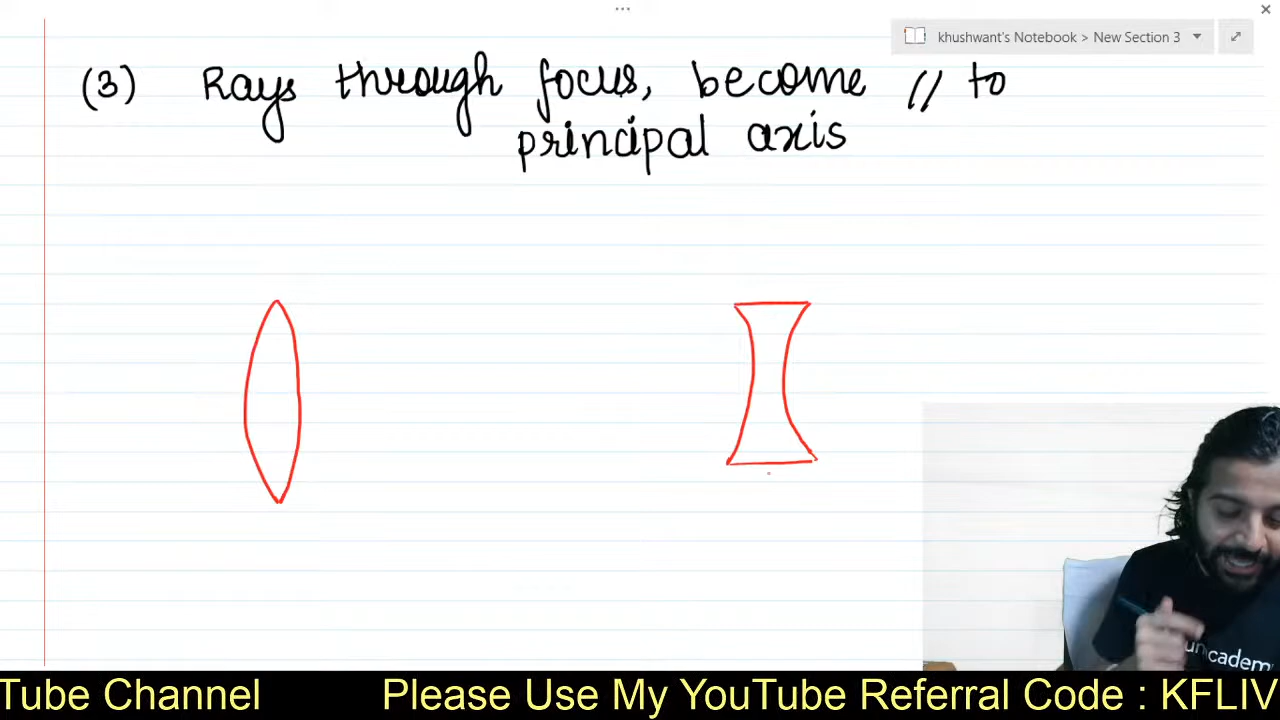 khushwant's Notebook > New Section 3
(3) Rays through focus, become // to
principal axis
unacademy
Tube Channel Please Use My YouTube Referral Code : KFLIV